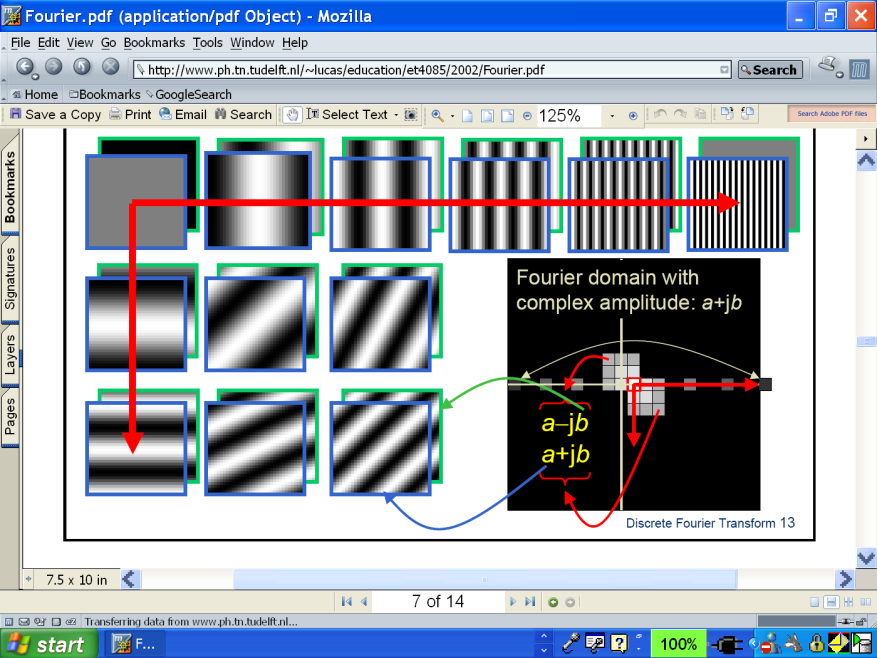 Fourier.pdf (application/pdf Object) - Mozilla
File Edit View Go Bookmarks Tools Window Help
http://www.ph.tn.tudelft.nl/~lucas/education/et4085/2002/Fourier.pdf Search
Home Bookmarks GoogleSearch
Save a Copy Print Email Search Select Text 125% Search Adobe PDF files
Bookmarks
Signatures
Layers
Pages
Fourier domain with
complex amplitude: a+jb
a–jb
a+jb
Discrete Fourier Transform 13
7.5 x 10 in
7 of 14
Transferring data from www.ph.tn.tudelft.nl...
start F... 100%